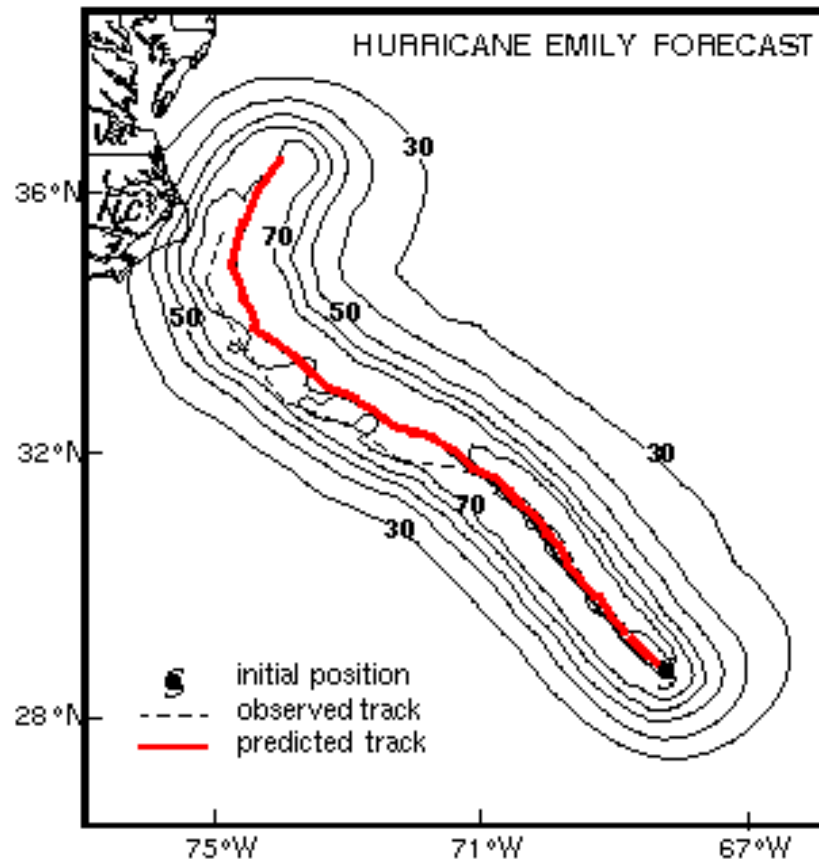 HURRICANE EMILY FORECAST
Va
30
36°N
NC
70
50
50
32°N
30
70
30
initial position
observed track
28°N
predicted track
75°W
71°W
67°W